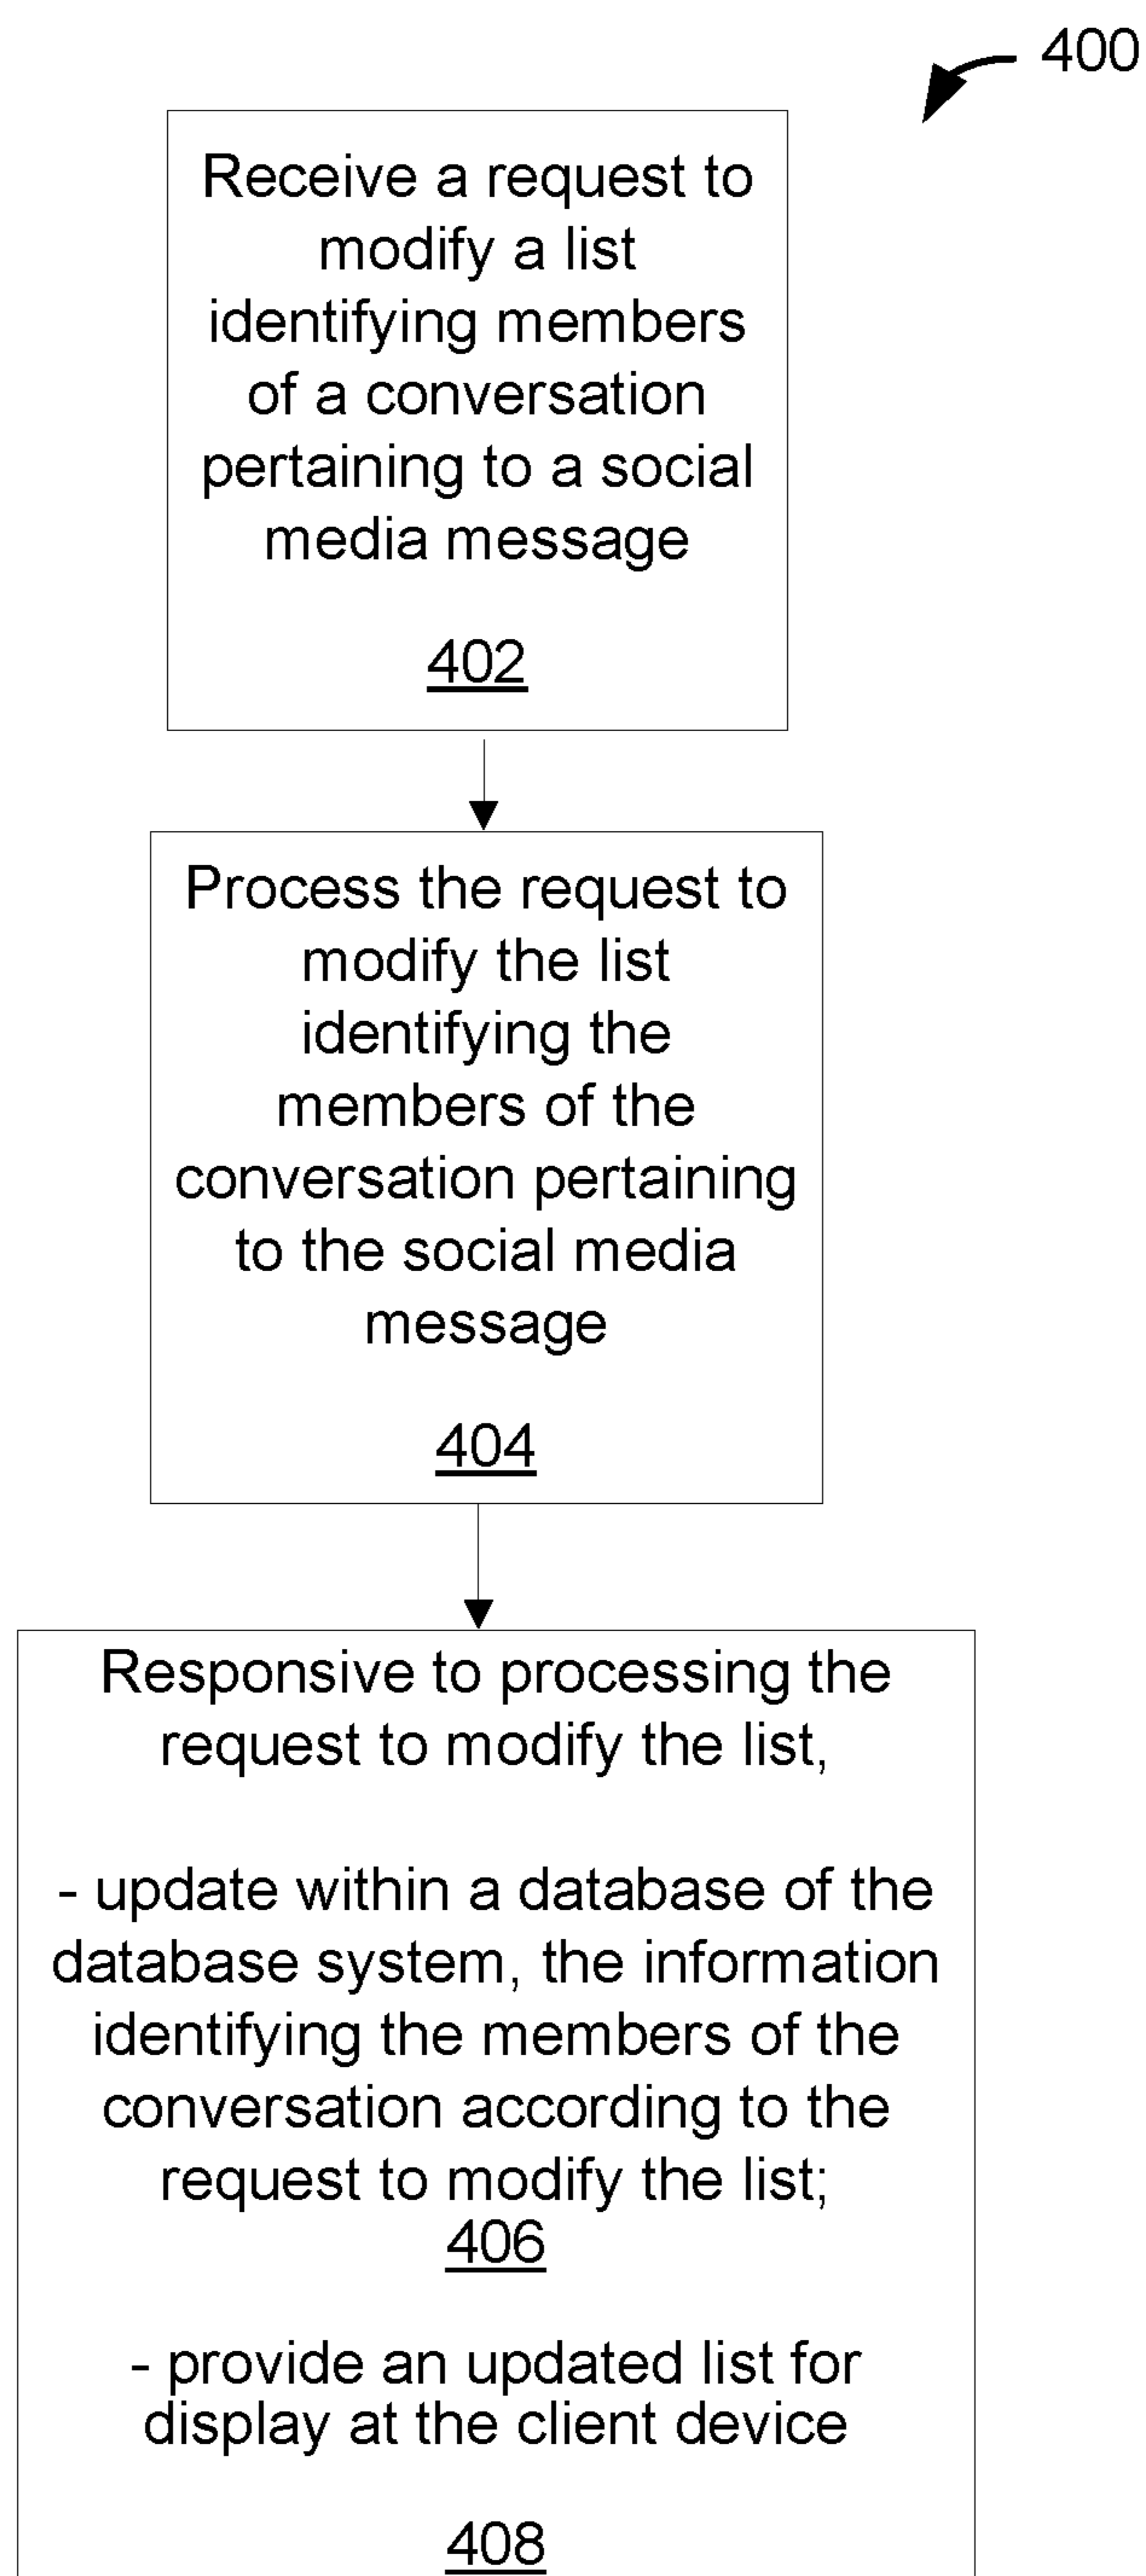 400
Receive a request to
modify a list
identifying members
of a conversation
pertaining to a social
media message
402
Process the request to
modify the list
identifying the
members of the
conversation pertaining
to the social media
message
404
Responsive to processing the
request to modify the list,
- update within a database of the
database system, the information
identifying the members of the
conversation according to the
request to modify the list;
406
- provide an updated list for
display at the client device
408